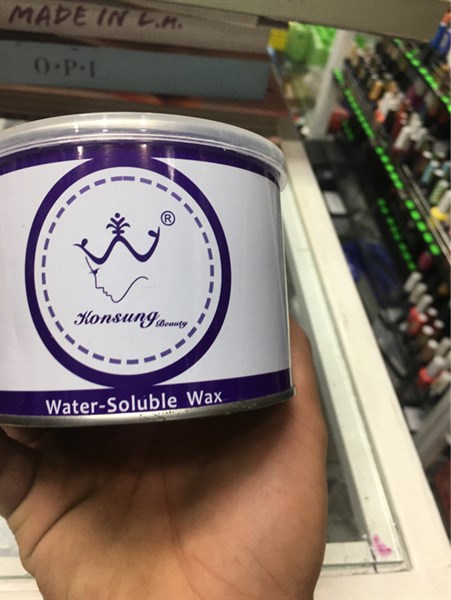 MADE IN L.A.
O·P·I
®
Konsung Beauty
Water-Soluble Wax